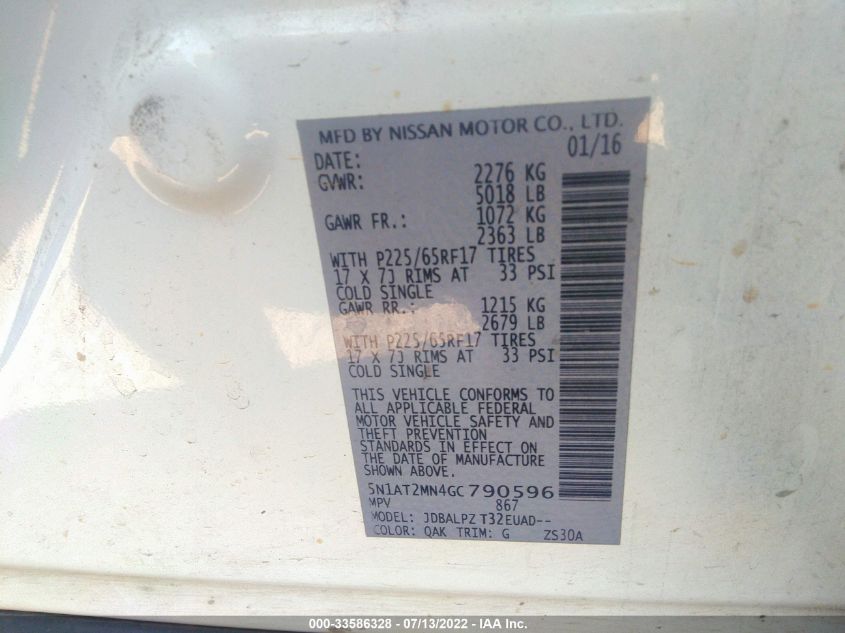 MFD BY NISSAN MOTOR CO., LTD.
DATE: 01/16
GVWR: 2276 KG
5018 LB
GAWR FR.: 1072 KG
2363 LB
WITH P225/65RF17 TIRES
17 X 7J RIMS AT 33 PSI
COLD SINGLE
GAWR RR.: 1215 KG
2679 LB
WITH P225/65RF17 TIRES
17 X 7J RIMS AT 33 PSI
COLD SINGLE
THIS VEHICLE CONFORMS TO
ALL APPLICABLE FEDERAL
MOTOR VEHICLE SAFETY AND
THEFT PREVENTION
STANDARDS IN EFFECT ON
THE DATE OF MANUFACTURE
SHOWN ABOVE.
5N1AT2MN4GC790596
MPV 867
MODEL: JDBALPZ T32EUAD--
COLOR: QAK TRIM: G ZS30A
000-33586328 - 07/13/2022 - IAA Inc.